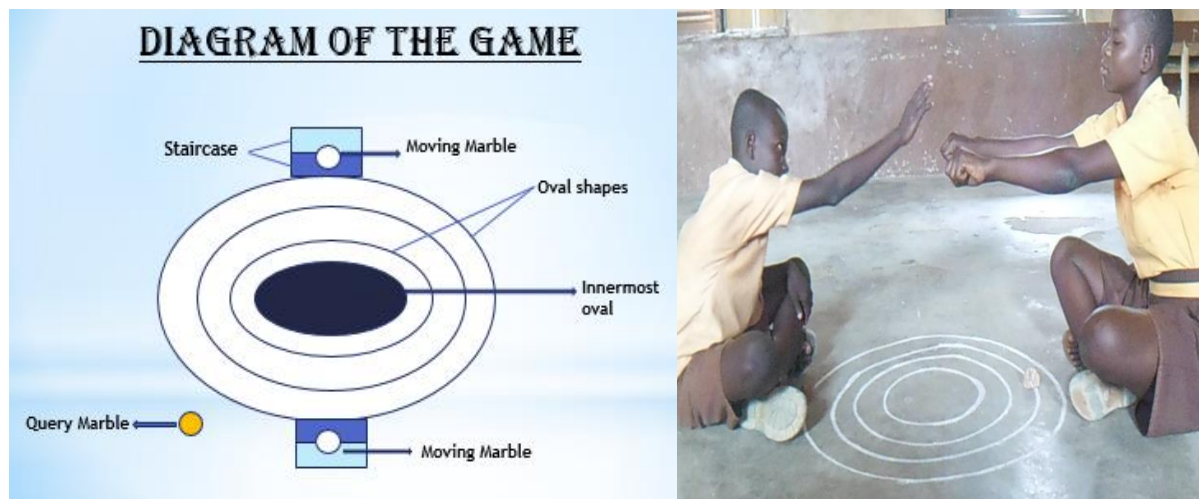 DIAGRAM OF THE GAME
Staircase
Moving Marble
Oval shapes
Innermost
oval
Query Marble
Moving Marble